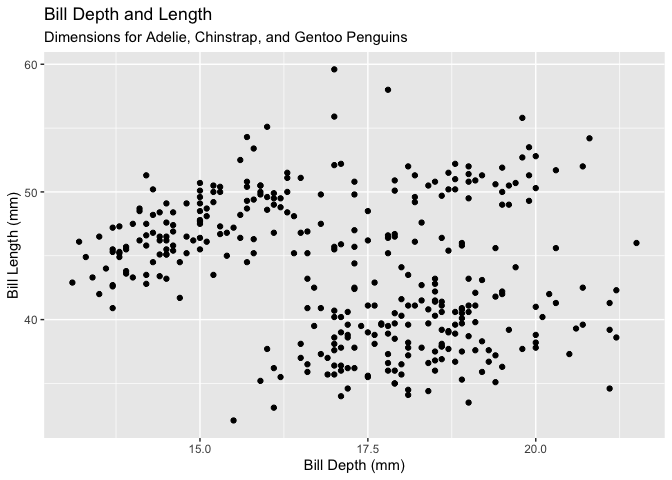 Bill Depth and Length
Dimensions for Adelie, Chinstrap, and Gentoo Penguins
60
50
40
Bill Length (mm)
15.0 17.5 20.0
Bill Depth (mm)